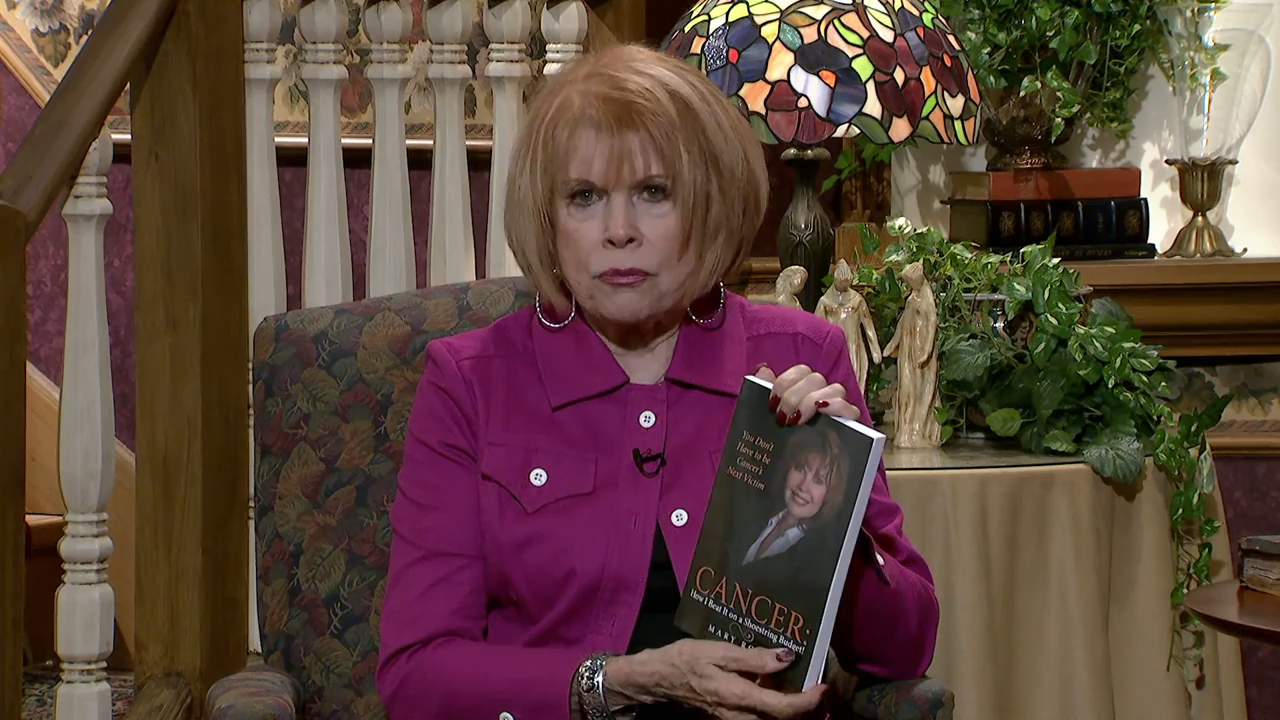 You Don't
Have to be
Cancer's
Next Victim
CANCER:
How I Beat It on a Shoestring Budget!
MARY